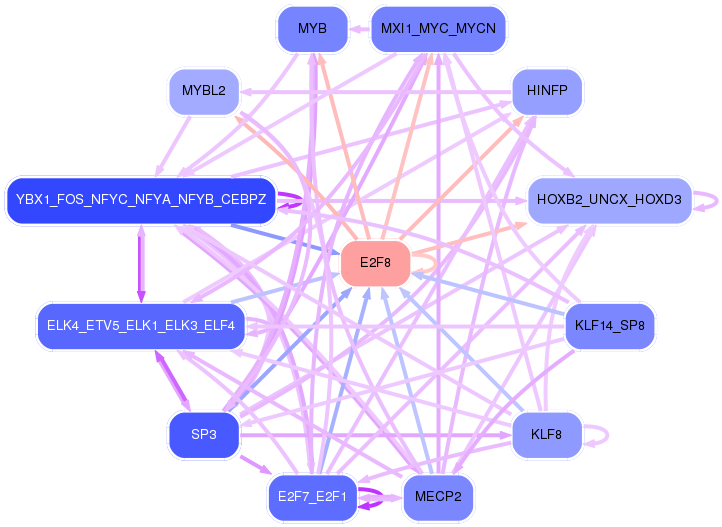 MYB
MXI1_MYC_MYCN
MYBL2
HINFP
YBX1_FOS_NFYC_NFYA_NFYB_CEBPZ
HOXB2_UNCX_HOXD3
E2F8
ELK4_ETV5_ELK1_ELK3_ELF4
KLF14_SP8
SP3
KLF8
E2F7_E2F1
MECP2